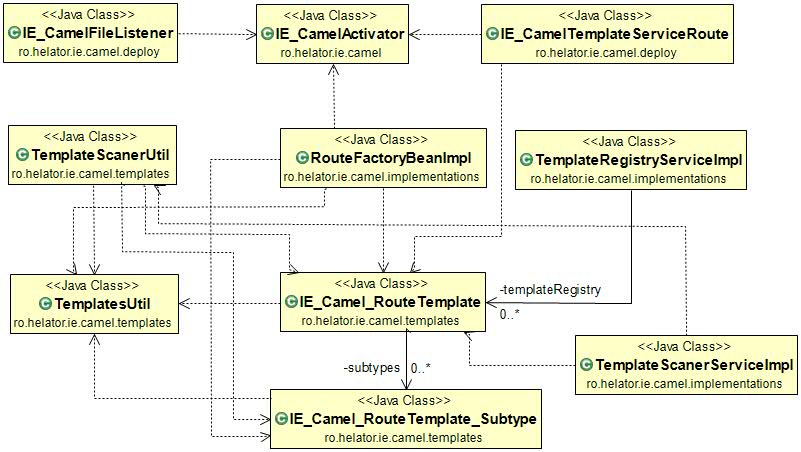 <<Java Class>>
IE_CamelFileListener
ro.helator.ie.camel.deploy
<<Java Class>>
IE_CamelActivator
ro.helator.ie.camel
<<Java Class>>
IE_CamelTemplateServiceRoute
ro.helator.ie.camel.deploy
<<Java Class>>
TemplateScanerUtil
ro.helator.ie.camel.templates
<<Java Class>>
RouteFactoryBeanImpl
ro.helator.ie.camel.implementations
<<Java Class>>
TemplateRegistryServiceImpl
ro.helator.ie.camel.implementations
<<Java Class>>
TemplatesUtil
ro.helator.ie.camel.templates
<<Java Class>>
IE_Camel_RouteTemplate
ro.helator.ie.camel.templates
-templateRegistry
0..*
<<Java Class>>
TemplateScanerServiceImpl
ro.helator.ie.camel.implementations
-subtypes 0..*
<<Java Class>>
IE_Camel_RouteTemplate_Subtype
ro.helator.ie.camel.templates